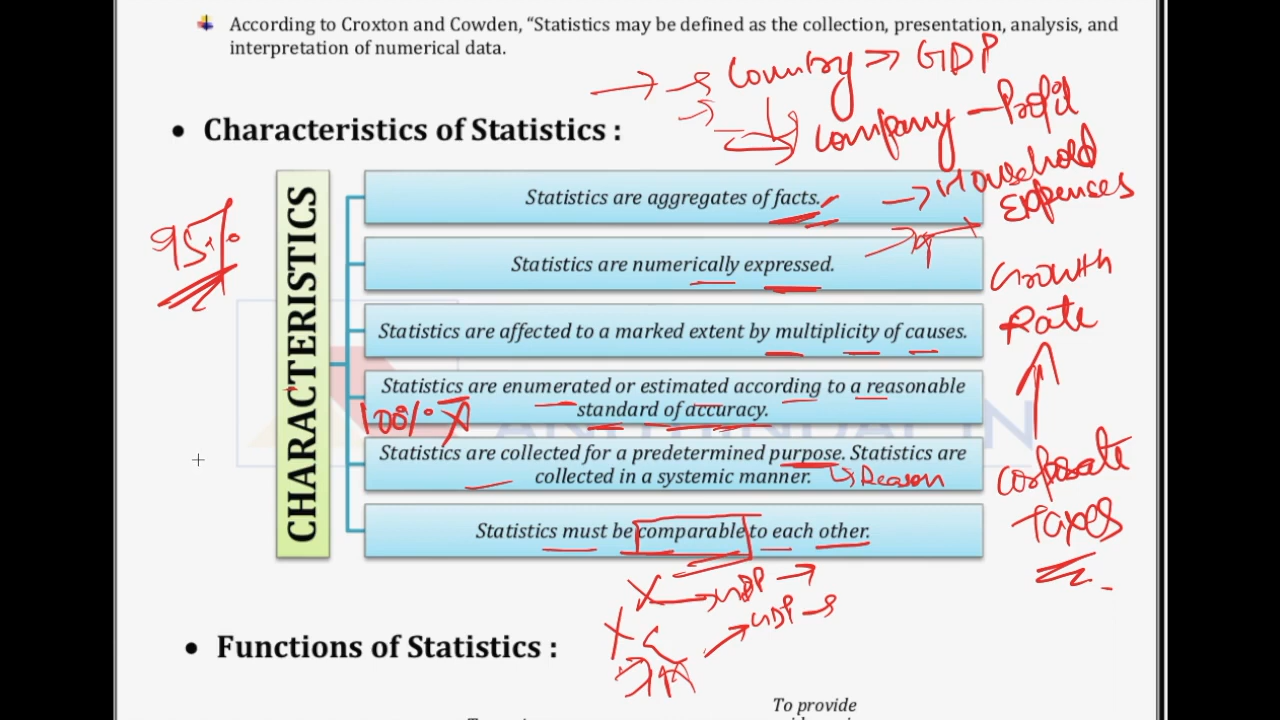 According to Croxton and Cowden, “Statistics may be defined as the collection, presentation, analysis, and
interpretation of numerical data.
Country => GDP
Company - Profit
Household
Expenses
• Characteristics of Statistics :
CHARACTERISTICS
Statistics are aggregates of facts.
95%
Statistics are numerically expressed.
Growth
Rate
Statistics are affected to a marked extent by multiplicity of causes.
Statistics are enumerated or estimated according to a reasonable
standard of accuracy.
100% X
Statistics are collected for a predetermined purpose. Statistics are
collected in a systemic manner.
Reason
Corporate
Taxes
Statistics must be comparable to each other.
X → GDP →
GDP
• Functions of Statistics :
To provide